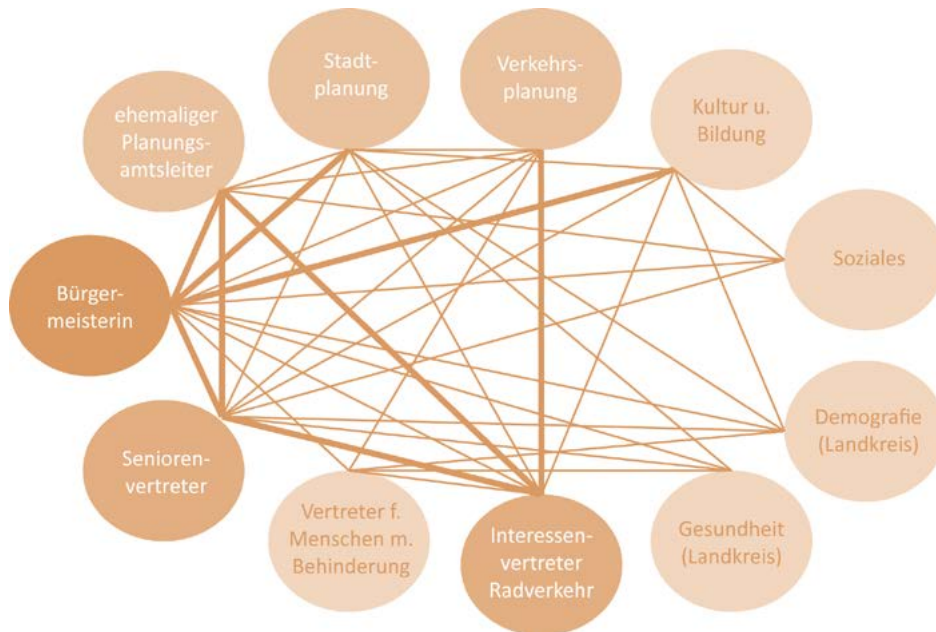 Stadt-
planung
Verkehrs-
planung
ehemaliger
Planungs-
amtsleiter
Kultur u.
Bildung
Soziales
Bürger-
meisterin
Demografie
(Landkreis)
Senioren-
vertreter
Vertreter f.
Menschen m.
Behinderung
Interessen-
vertreter
Radverkehr
Gesundheit
(Landkreis)